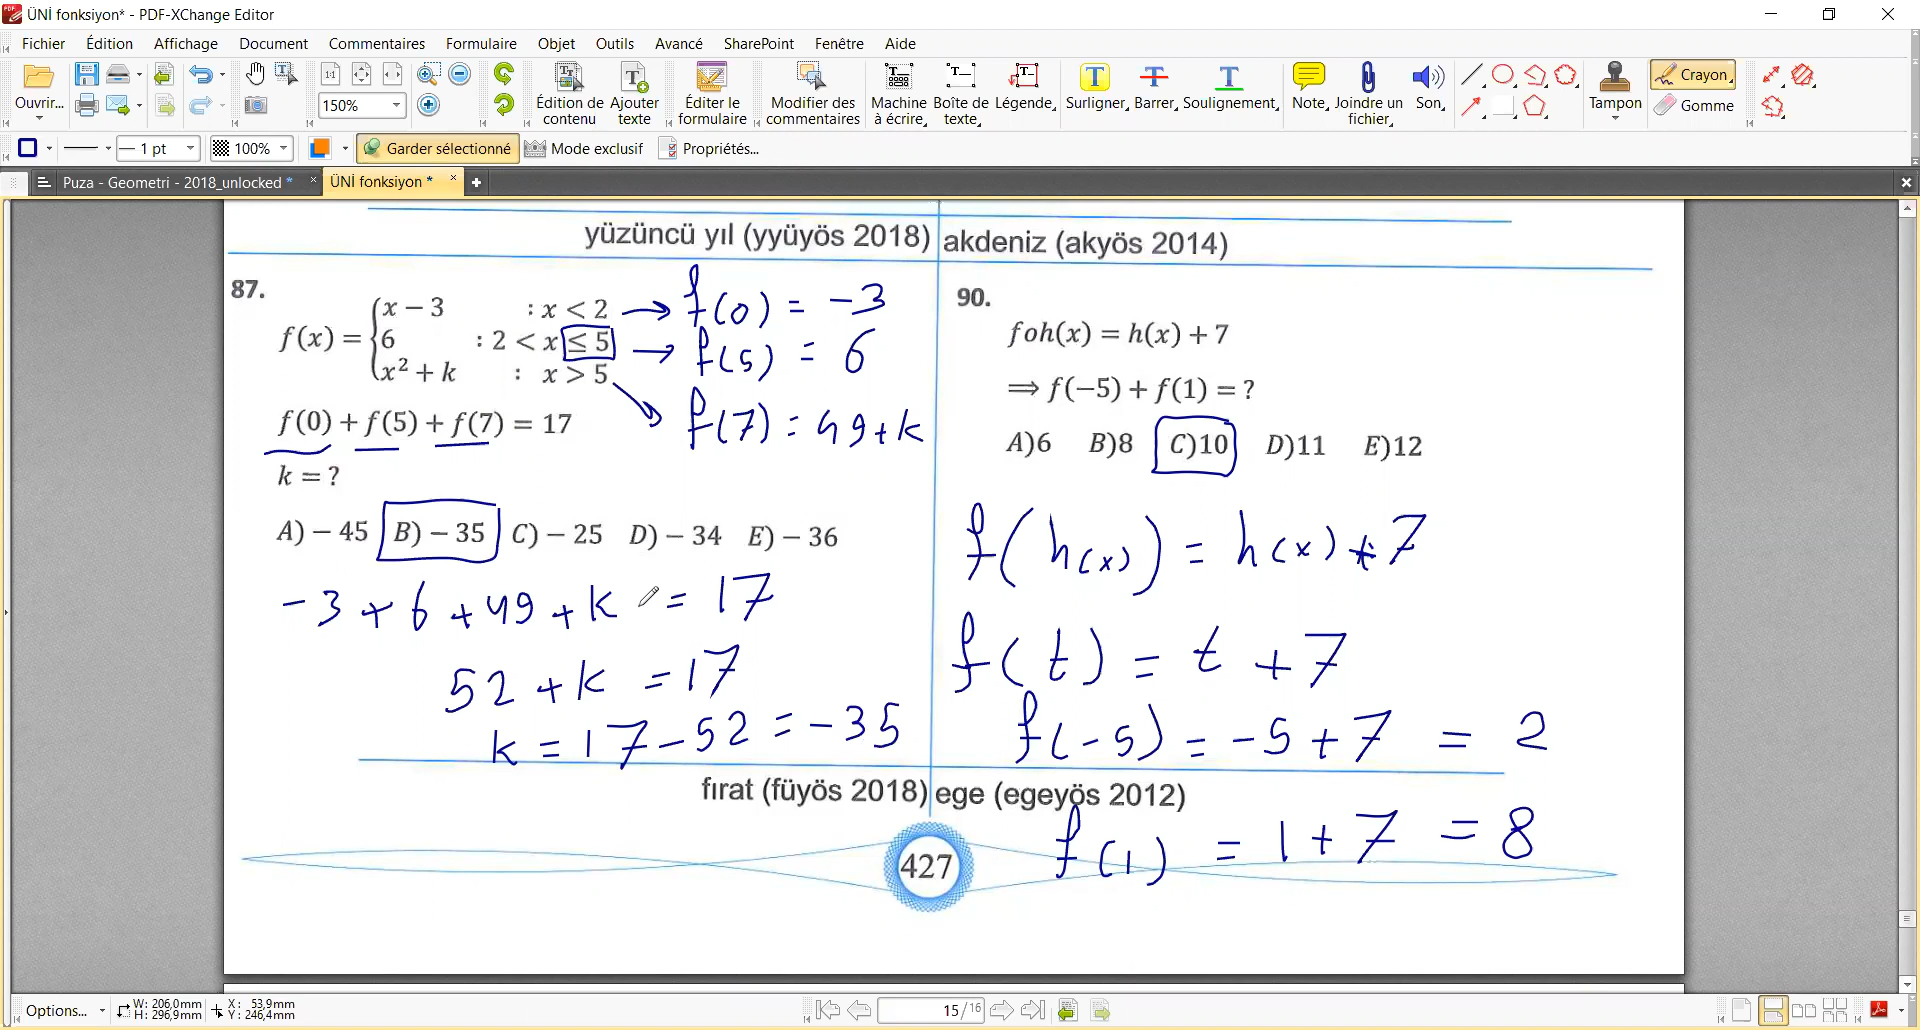 ÜNİ fonksiyon* - PDF-XChange Editor
Fichier Édition Affichage Document Commentaires Formulaire Objet Outils Avancé SharePoint Fenêtre Aide
Ouvrir... 1:1 150% Édition de contenu Ajouter texte Éditer le formulaire Modifier des commentaires Machine à écrire Boîte de texte Légende Surligner Barrer Soulignement Note Joindre un fichier Son Tampon Crayon Gomme
1 pt 100% Garder sélectionné Mode exclusif Propriétés...
Puza - Geometri - 2018_unlocked * ÜNİ fonksiyon *
yüzüncü yıl (yyüyös 2018) akdeniz (akyös 2014)
87.
f(x) = { x − 3 : x < 2 → f(0) = -3
6 : 2 < x ≤ 5 → f(5) = 6
x² + k : x > 5 → f(7) = 49+k
f(0) + f(5) + f(7) = 17
k = ?
A) − 45 B) − 35 C) − 25 D) − 34 E) − 36
-3 + 6 + 49 + k = 17
52 + k = 17
k = 17 - 52 = -35
90.
foh(x) = h(x) + 7
⟹ f(−5) + f(1) = ?
A)6 B)8 C)10 D)11 E)12
f(h(x)) = h(x) + 7
f(t) = t + 7
f(-5) = -5 + 7 = 2
fırat (füyös 2018) ege (egeyös 2012)
f(1) = 1 + 7 = 8
427
Options... W: 206,0mm X: 53,9mm 15/16
H: 296,9mm Y: 246,4mm